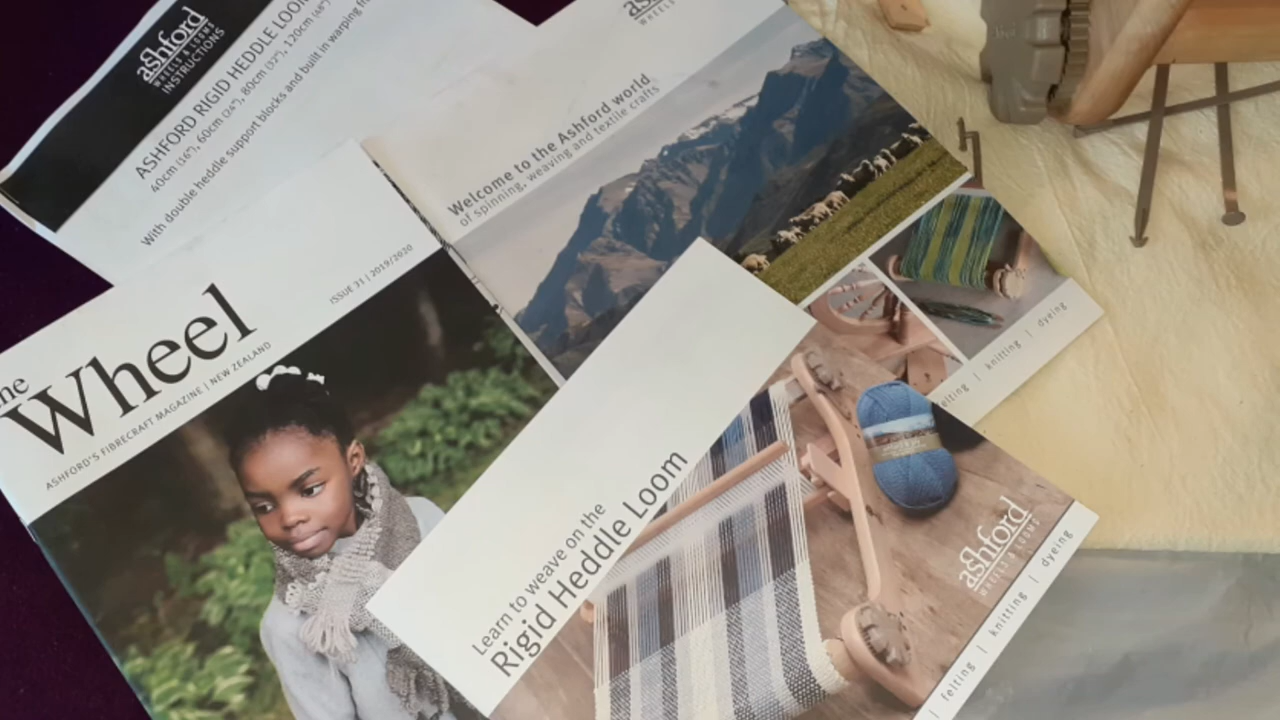 ashford
WHEELS & LOOMS
INSTRUCTIONS
ASHFORD RIGID HEDDLE LOOM
40cm (16"), 60cm (24"), 80cm (32"), 120cm (48")
With double heddle support blocks and built in warping
ashford
WHEELS
Welcome to the Ashford world
of spinning, weaving and textile crafts
felting | knitting | dyeing
ISSUE 31 | 2019/2020
Wheel
ASHFORD'S FIBRECRAFT MAGAZINE | NEW ZEALAND
Learn to weave on the
Rigid Heddle Loom
ashford
WHEELS & LOOMS
| felting | knitting | dyeing